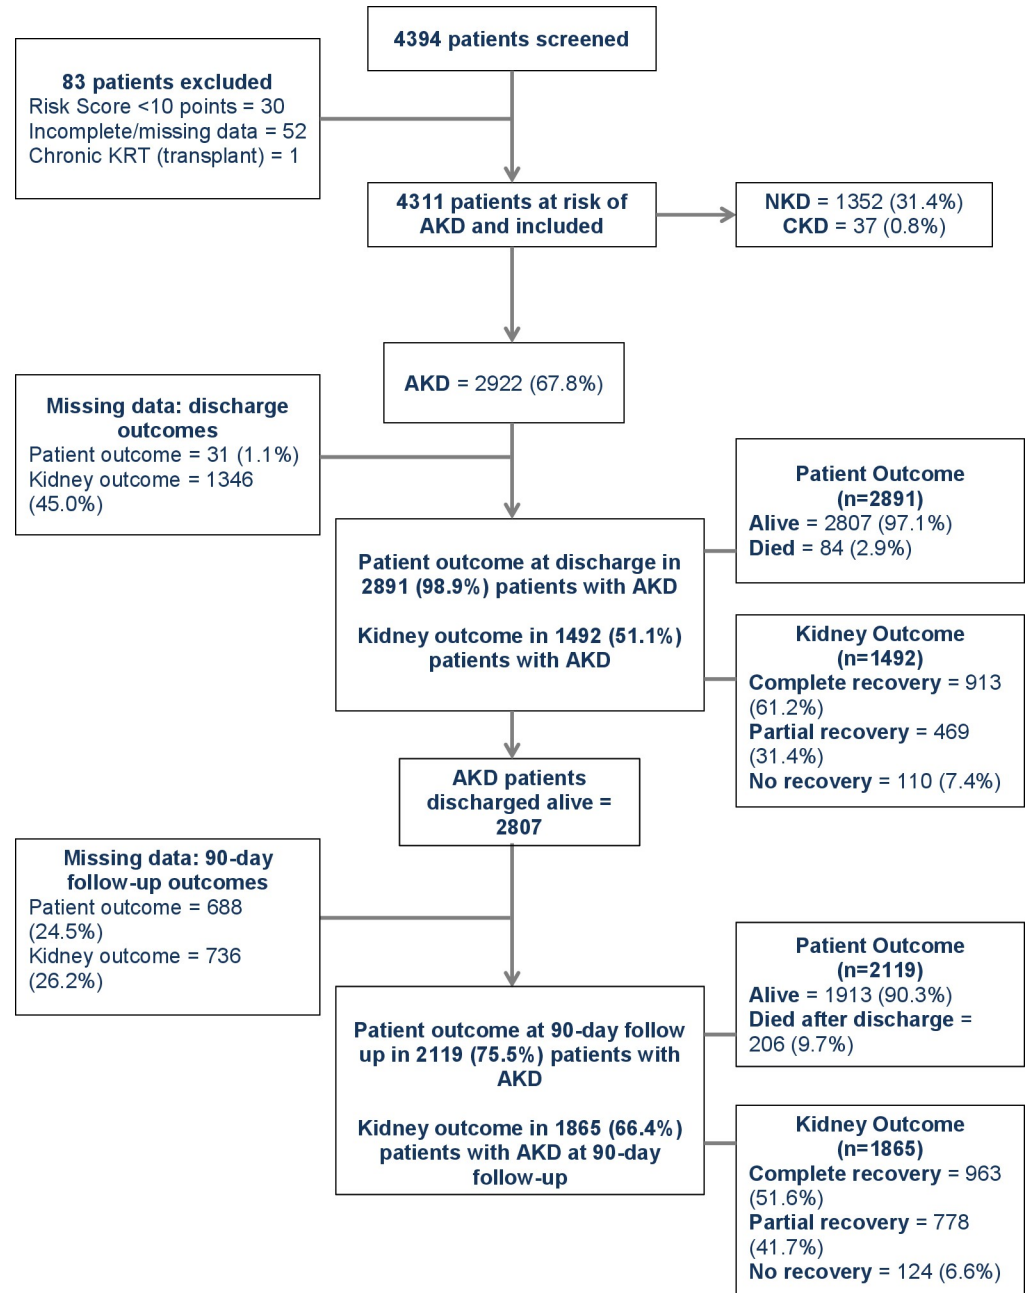 4394 patients screened
83 patients excluded
Risk Score <10 points = 30
Incomplete/missing data = 52
Chronic KRT (transplant) = 1
4311 patients at risk of
AKD and included
NKD = 1352 (31.4%)
CKD = 37 (0.8%)
AKD = 2922 (67.8%)
Missing data: discharge
outcomes
Patient outcome = 31 (1.1%)
Kidney outcome = 1346
(45.0%)
Patient outcome at discharge in
2891 (98.9%) patients with AKD
Kidney outcome in 1492 (51.1%)
patients with AKD
Patient Outcome
(n=2891)
Alive = 2807 (97.1%)
Died = 84 (2.9%)
Kidney Outcome
(n=1492)
Complete recovery = 913
(61.2%)
Partial recovery = 469
(31.4%)
No recovery = 110 (7.4%)
AKD patients
discharged alive =
2807
Missing data: 90-day
follow-up outcomes
Patient outcome = 688
(24.5%)
Kidney outcome = 736
(26.2%)
Patient outcome at 90-day follow
up in 2119 (75.5%) patients with
AKD
Kidney outcome in 1865 (66.4%)
patients with AKD at 90-day
follow-up
Patient Outcome
(n=2119)
Alive = 1913 (90.3%)
Died after discharge =
206 (9.7%)
Kidney Outcome
(n=1865)
Complete recovery = 963
(51.6%)
Partial recovery = 778
(41.7%)
No recovery = 124 (6.6%)